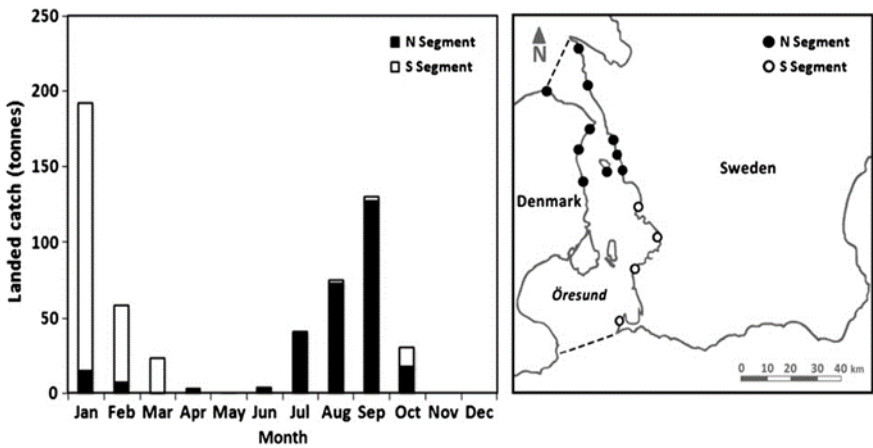 250
200
150
100
50
0
Landed catch (tonnes)
N Segment
S Segment
Jan Feb Mar Apr May Jun Jul Aug Sep Oct Nov Dec
Month
N
N Segment
S Segment
Sweden
Denmark
Öresund
0 10 20 30 40 km